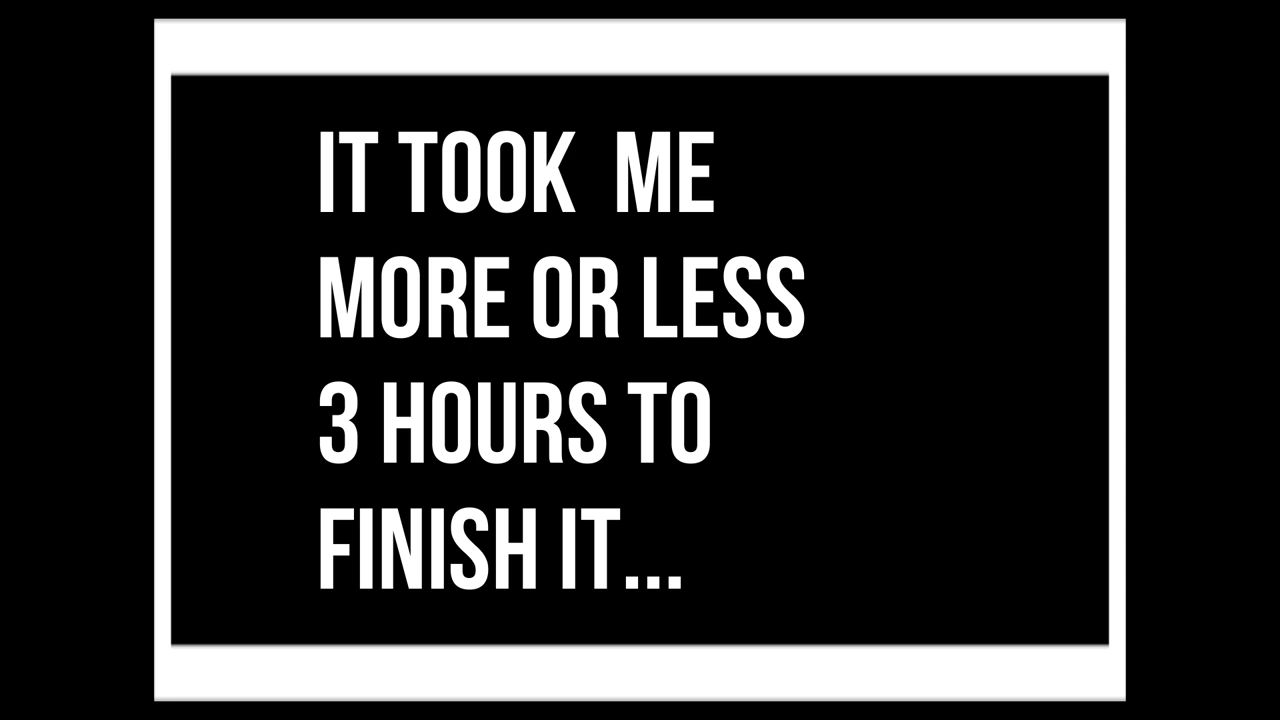 IT TOOK  ME
MORE OR LESS
3 HOURS TO
FINISH IT...